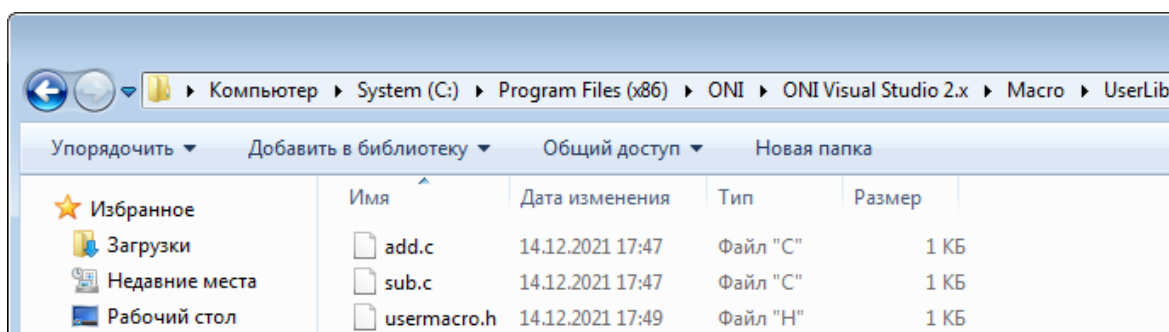 Компьютер System (C:) Program Files (x86) ONI ONI Visual Studio 2.x Macro UserLib
Упорядочить Добавить в библиотеку Общий доступ Новая папка
Имя Дата изменения Тип Размер
Избранное
Загрузки add.c 14.12.2021 17:47 Файл "C" 1 КБ
Недавние места sub.c 14.12.2021 17:47 Файл "C" 1 КБ
Рабочий стол usermacro.h 14.12.2021 17:49 Файл "H" 1 КБ